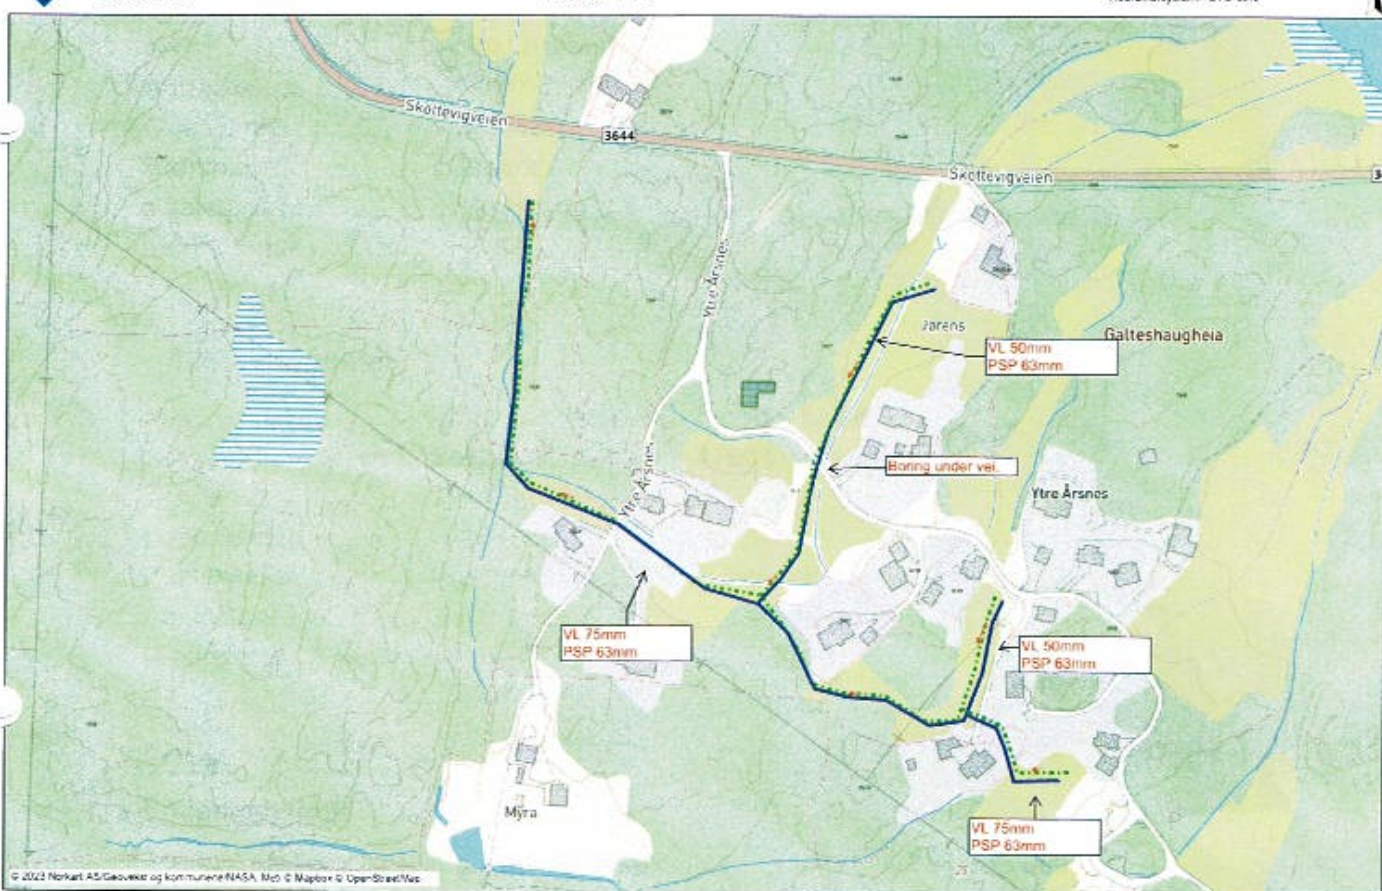 Skottevigveien
3644
Skottevigveien
Ytre Årsnes
Jørens
Galteshaugheia
VL 50mm
PSP 63mm
Boring under vei.
Ytre Årsnes
Ytre Årsnes
VL 75mm
PSP 63mm
VL 50mm
PSP 63mm
Myra
VL 75mm
PSP 63mm
© 2023 Norkart AS/Geovekst og kommunene/NASA, Meti © Mapbox © OpenStreetMap